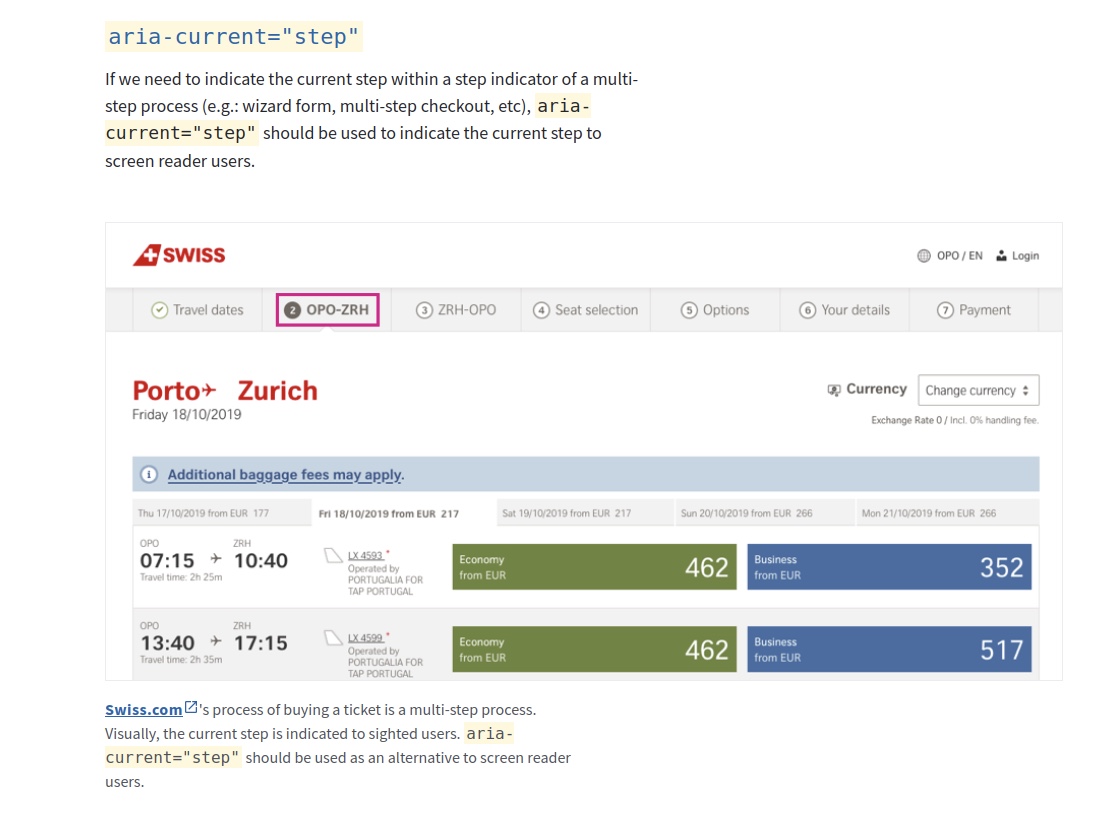 aria-current="step"
If we need to indicate the current step within a step indicator of a multi-
step process (e.g.: wizard form, multi-step checkout, etc), aria-
current="step" should be used to indicate the current step to
screen reader users.
SWISS
OPO / EN Login
Travel dates 2 OPO-ZRH 3 ZRH-OPO 4 Seat selection 5 Options 6 Your details 7 Payment
Porto Zurich
Friday 18/10/2019
Currency Change currency
Exchange Rate 0 / Incl. 0% handling fee.
Additional baggage fees may apply.
Thu 17/10/2019 from EUR 177 Fri 18/10/2019 from EUR 217 Sat 19/10/2019 from EUR 217 Sun 20/10/2019 from EUR 266 Mon 21/10/2019 from EUR 266
OPO ZRH
07:15 10:40
Travel time: 2h 25m
LX 4593 *
Operated by
PORTUGALIA FOR
TAP PORTUGAL
Economy
from EUR
462
Business
from EUR
352
OPO ZRH
13:40 17:15
Travel time: 2h 35m
LX 4599 *
Operated by
PORTUGALIA FOR
TAP PORTUGAL
Economy
from EUR
462
Business
from EUR
517
Swiss.com's process of buying a ticket is a multi-step process.
Visually, the current step is indicated to sighted users. aria-
current="step" should be used as an alternative to screen reader
users.